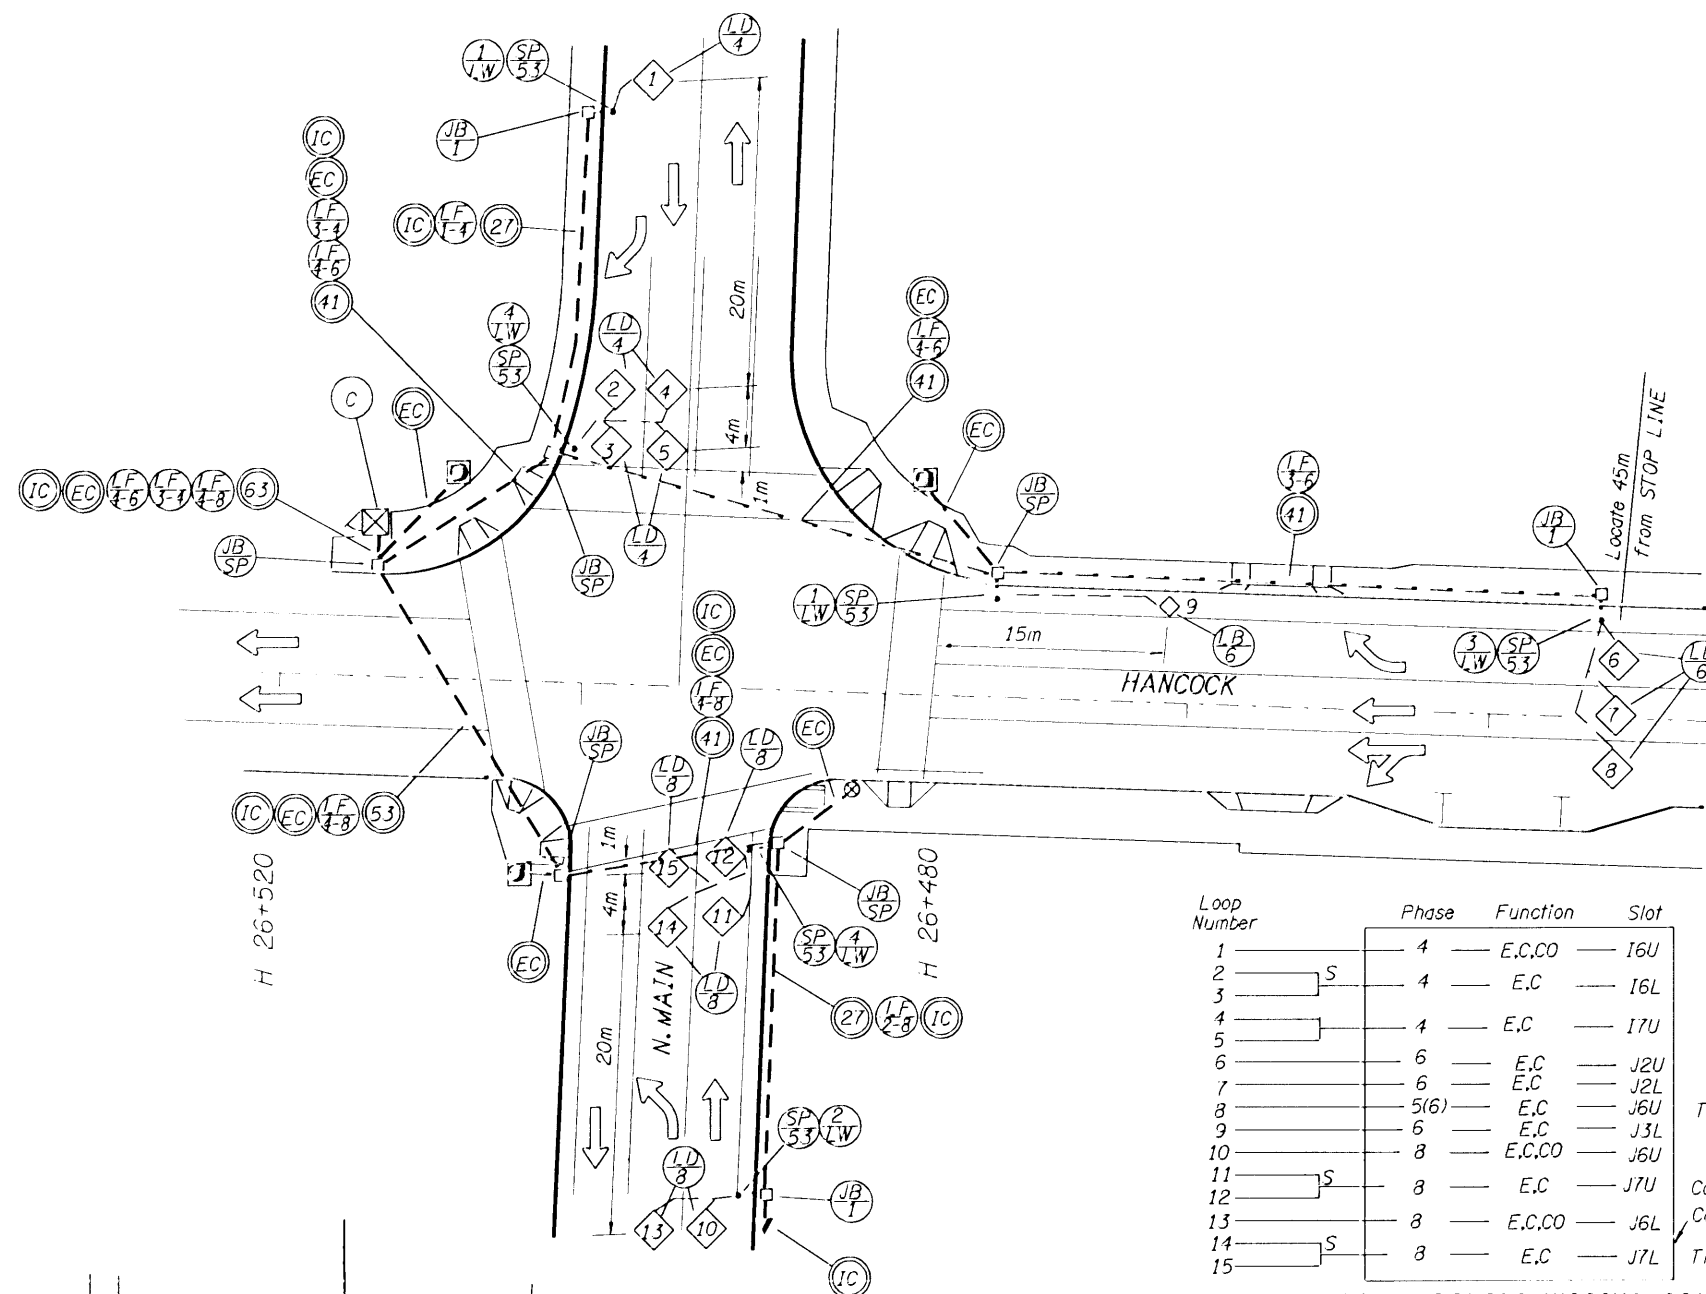 LD
4
1
LW
SP
53
1
JB
1
IC
EC
LF
3-4
LF
4-6
41
IC
LF
1-4
27
20m
4
LW
SP
53
LD
4
2
4
3
5
4m
1m
LD
4
EC
LF
4-6
41
EC
C
EC
IC
EC
LF
4-6
LF
3-4
LF
4-8
63
JB
SP
JB
SP
JB
SP
LF
3-6
41
JB
1
Locate 45m
from STOP LINE
1
LW
SP
53
9
LB
6
15m
HANCOCK
3
LW
SP
53
6
7
8
6
IC
EC
LF
4-8
41
JB
SP
LD
8
LD
8
EC
IC
EC
LF
4-8
53
1m
15
12
4m
14
11
EC
LD
8
JB
SP
SP
53
4
LW
H 26+520
H 26+480
N. MAIN
27
LF
2-8
IC
20m
SP
53
2
LW
LD
8
13
10
JB
1
IC
Loop
Number Phase Function Slot
1 4 E,C,CO I6U
2 S
4 E,C I6L
3
4
4 E,C I7U
5
6 6 E,C J2U
7 6 E,C J2L
8 5(6) E,C J6U
9 6 E,C J3L
10 8 E,C,CO J6U
11 S
8 E,C J7U
12
13 8 E,C,CO J6L
14 S
8 E,C J7L
15